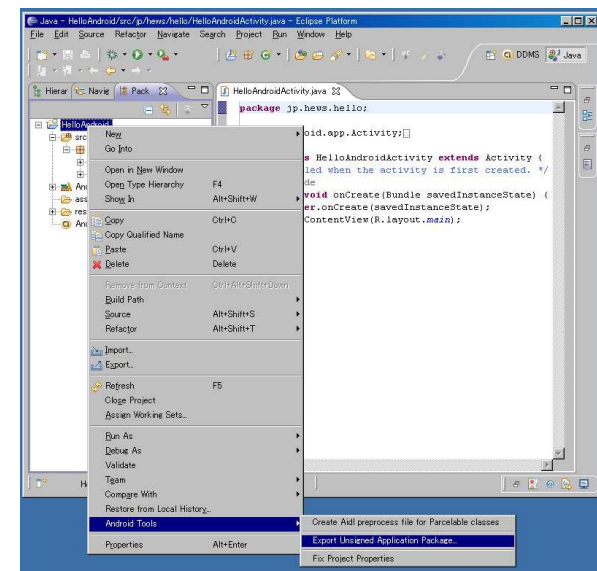 Java - HelloAndroid/src/jp/hews/hello/HelloAndroidActivity.java - Eclipse Platform
File Edit Source Refactor Navigate Search Project Run Window Help
DDMS Java
Hierar Navig Pack HelloAndroidActivity.java
package jp.hews.hello;
HelloAndroid
src
oid.app.Activity;
s HelloAndroidActivity extends Activity {
led when the activity is first created. */
de
void onCreate(Bundle savedInstanceState) {
er.onCreate(savedInstanceState);
ContentView(R.layout.main);
And
ass
res
And
New
Go Into
Open in New Window
Open Type Hierarchy F4
Show In Alt+Shift+W
Copy Ctrl+C
Copy Qualified Name
Paste Ctrl+V
Delete Delete
Remove from Context Ctrl+Alt+Shift+Down
Build Path
Source Alt+Shift+S
Refactor Alt+Shift+T
Import...
Export...
Refresh F5
Close Project
Assign Working Sets...
Run As
Debug As
Validate
Team
Compare With
Restore from Local History...
Android Tools
Properties Alt+Enter
Create Aidl preprocess file for Parcelable classes
Export Unsigned Application Package...
Fix Project Properties